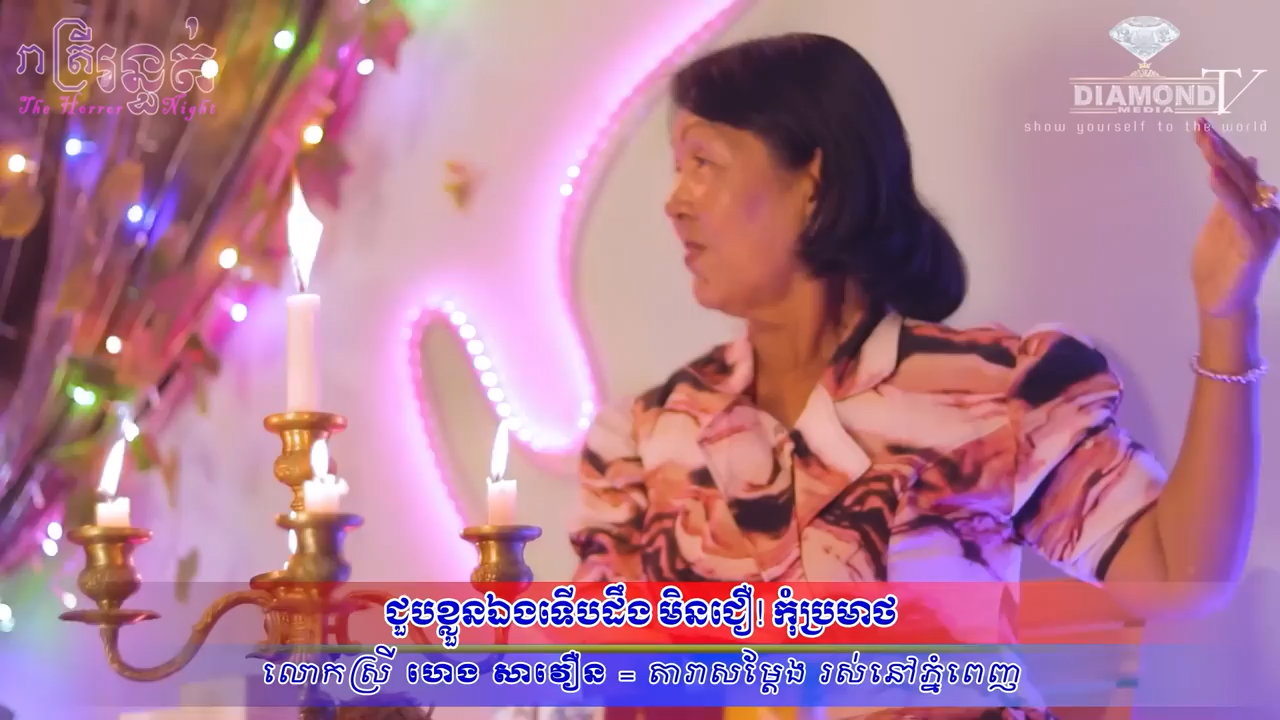 រាត្រីរន្ធត់
The Horror Night
DIAMOND TV
MEDIA
show yourself to the world
ជួបខ្លួនឯងទើបដឹង មិនជឿ! កុំប្រមាថ
លោកស្រី ហេង សាវឿន = តារាសម្ដែង រស់នៅភ្នំពេញ